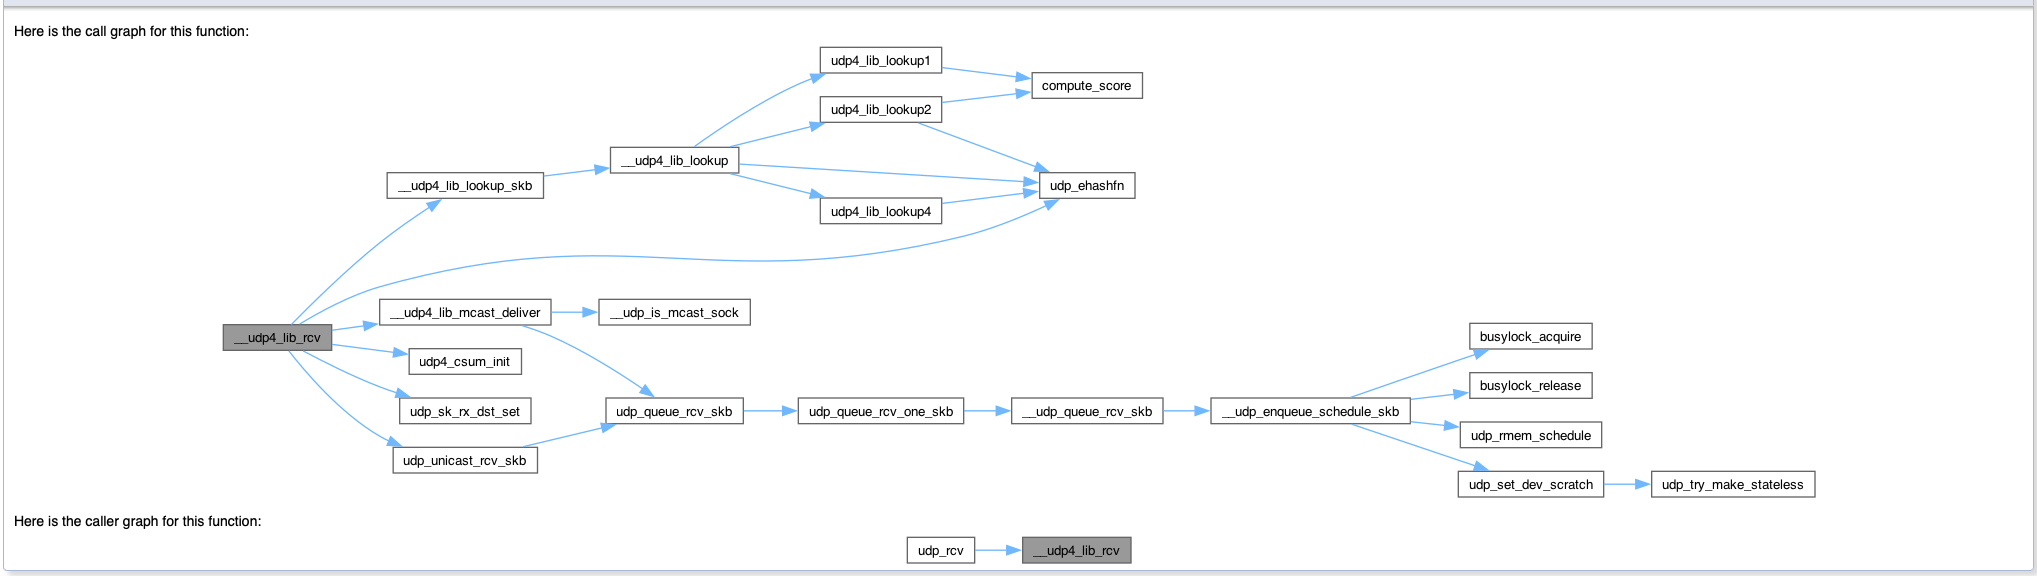 Here is the call graph for this function:
udp4_lib_lookup1
compute_score
udp4_lib_lookup2
__udp4_lib_lookup
__udp4_lib_lookup_skb
udp_ehashfn
udp4_lib_lookup4
__udp4_lib_mcast_deliver
__udp_is_mcast_sock
__udp4_lib_rcv
busylock_acquire
udp4_csum_init
busylock_release
udp_sk_rx_dst_set
udp_queue_rcv_skb
udp_queue_rcv_one_skb
__udp_queue_rcv_skb
__udp_enqueue_schedule_skb
udp_rmem_schedule
udp_unicast_rcv_skb
udp_set_dev_scratch
udp_try_make_stateless
Here is the caller graph for this function:
udp_rcv
__udp4_lib_rcv